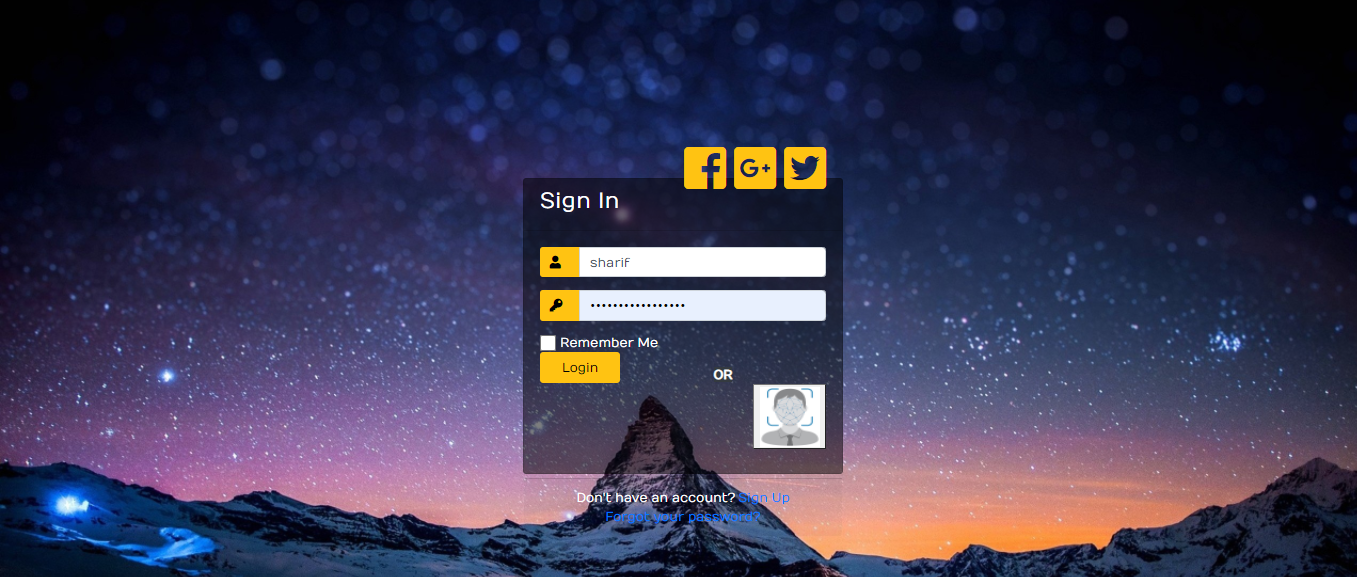 Sign In
sharif
•••••••••••••••••
Remember Me
Login
OR
Don't have an account? Sign Up
Forgot your password?